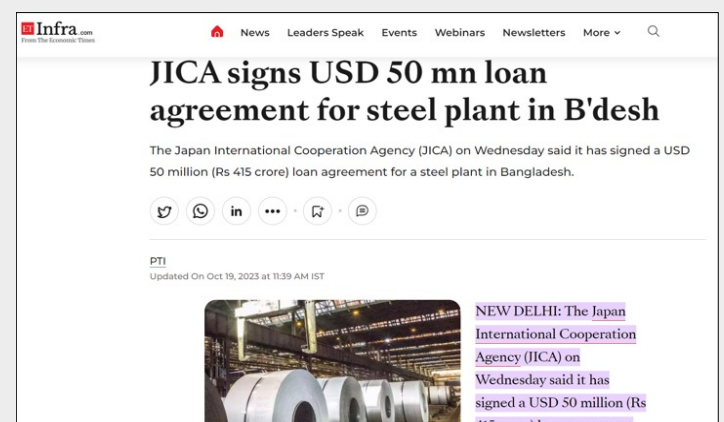 ET Infra.com
From The Economic Times
News Leaders Speak Events Webinars Newsletters More
JICA signs USD 50 mn loan
agreement for steel plant in B'desh
The Japan International Cooperation Agency (JICA) on Wednesday said it has signed a USD
50 million (Rs 415 crore) loan agreement for a steel plant in Bangladesh.
PTI
Updated On Oct 19, 2023 at 11:39 AM IST
NEW DELHI: The Japan
International Cooperation
Agency (JICA) on
Wednesday said it has
signed a USD 50 million (Rs